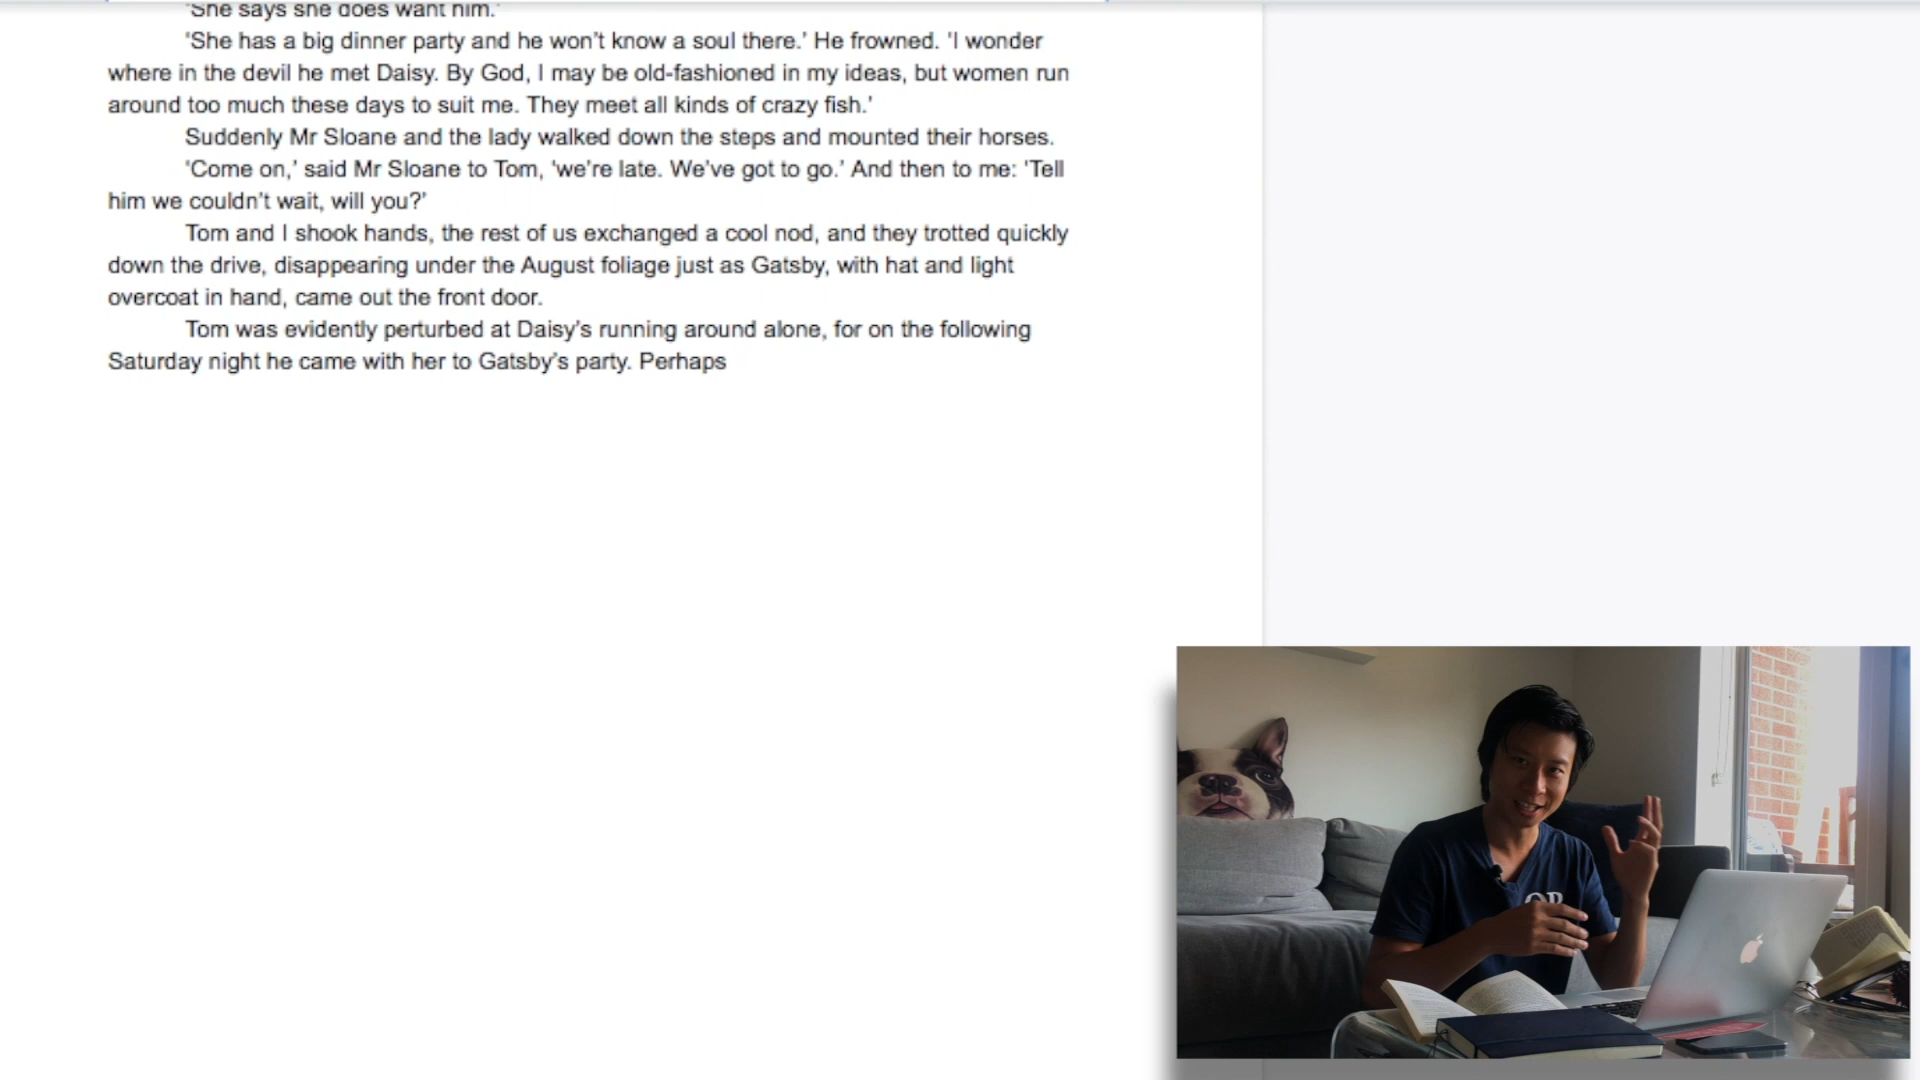 'She says she does want him.'
'She has a big dinner party and he won't know a soul there.' He frowned. 'I wonder
where in the devil he met Daisy. By God, I may be old-fashioned in my ideas, but women run
around too much these days to suit me. They meet all kinds of crazy fish.'
Suddenly Mr Sloane and the lady walked down the steps and mounted their horses.
'Come on,' said Mr Sloane to Tom, 'we're late. We've got to go.' And then to me: 'Tell
him we couldn't wait, will you?'
Tom and I shook hands, the rest of us exchanged a cool nod, and they trotted quickly
down the drive, disappearing under the August foliage just as Gatsby, with hat and light
overcoat in hand, came out the front door.
Tom was evidently perturbed at Daisy's running around alone, for on the following
Saturday night he came with her to Gatsby's party. Perhaps